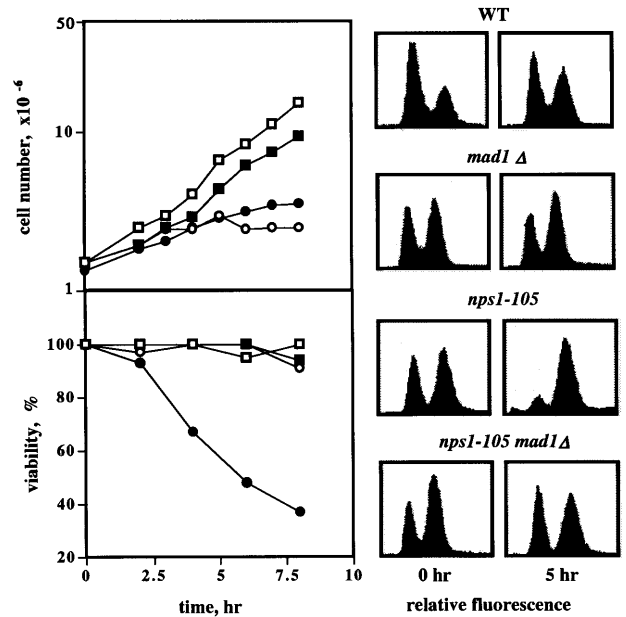 50
10
1
cell number, x10 -6
100
80
60
40
20
viability, %
0
2.5
5
7.5
10
time, hr
WT
mad1 Δ
nps1-105
nps1-105 mad1Δ
0 hr
5 hr
relative fluorescence